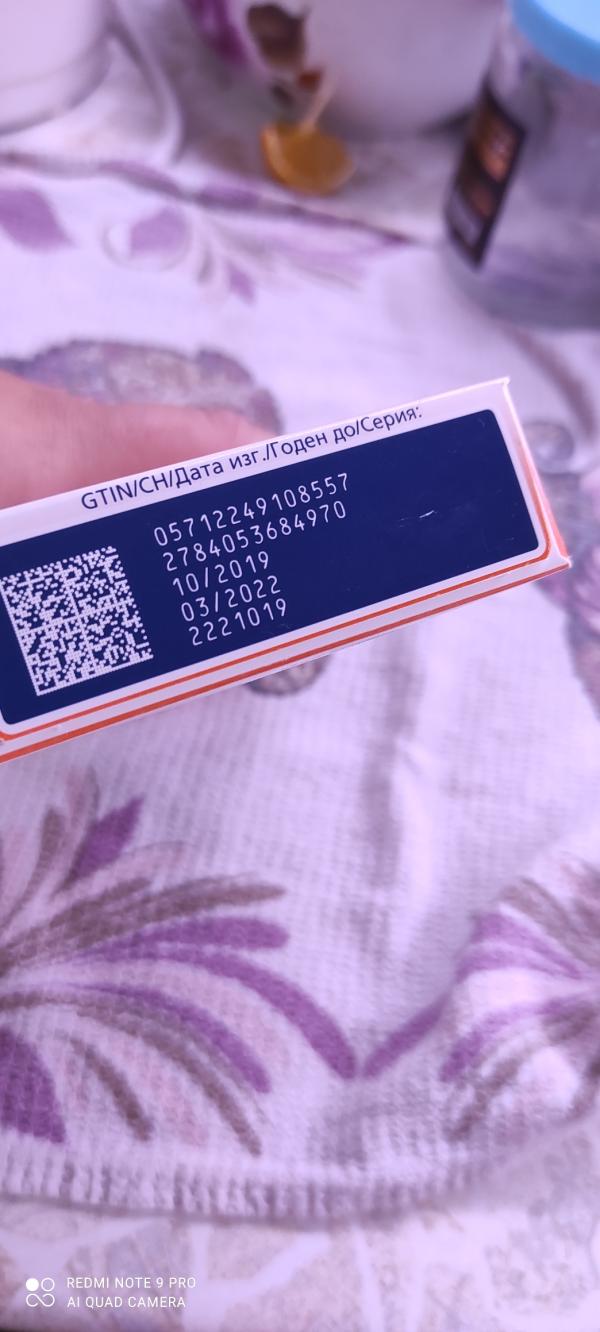 GTIN/СН/Дата изг./Годен до/Серия:
05712249108557
2784053684970
10/2019
03/2022
2221019
REDMI NOTE 9 PRO
AI QUAD CAMERA